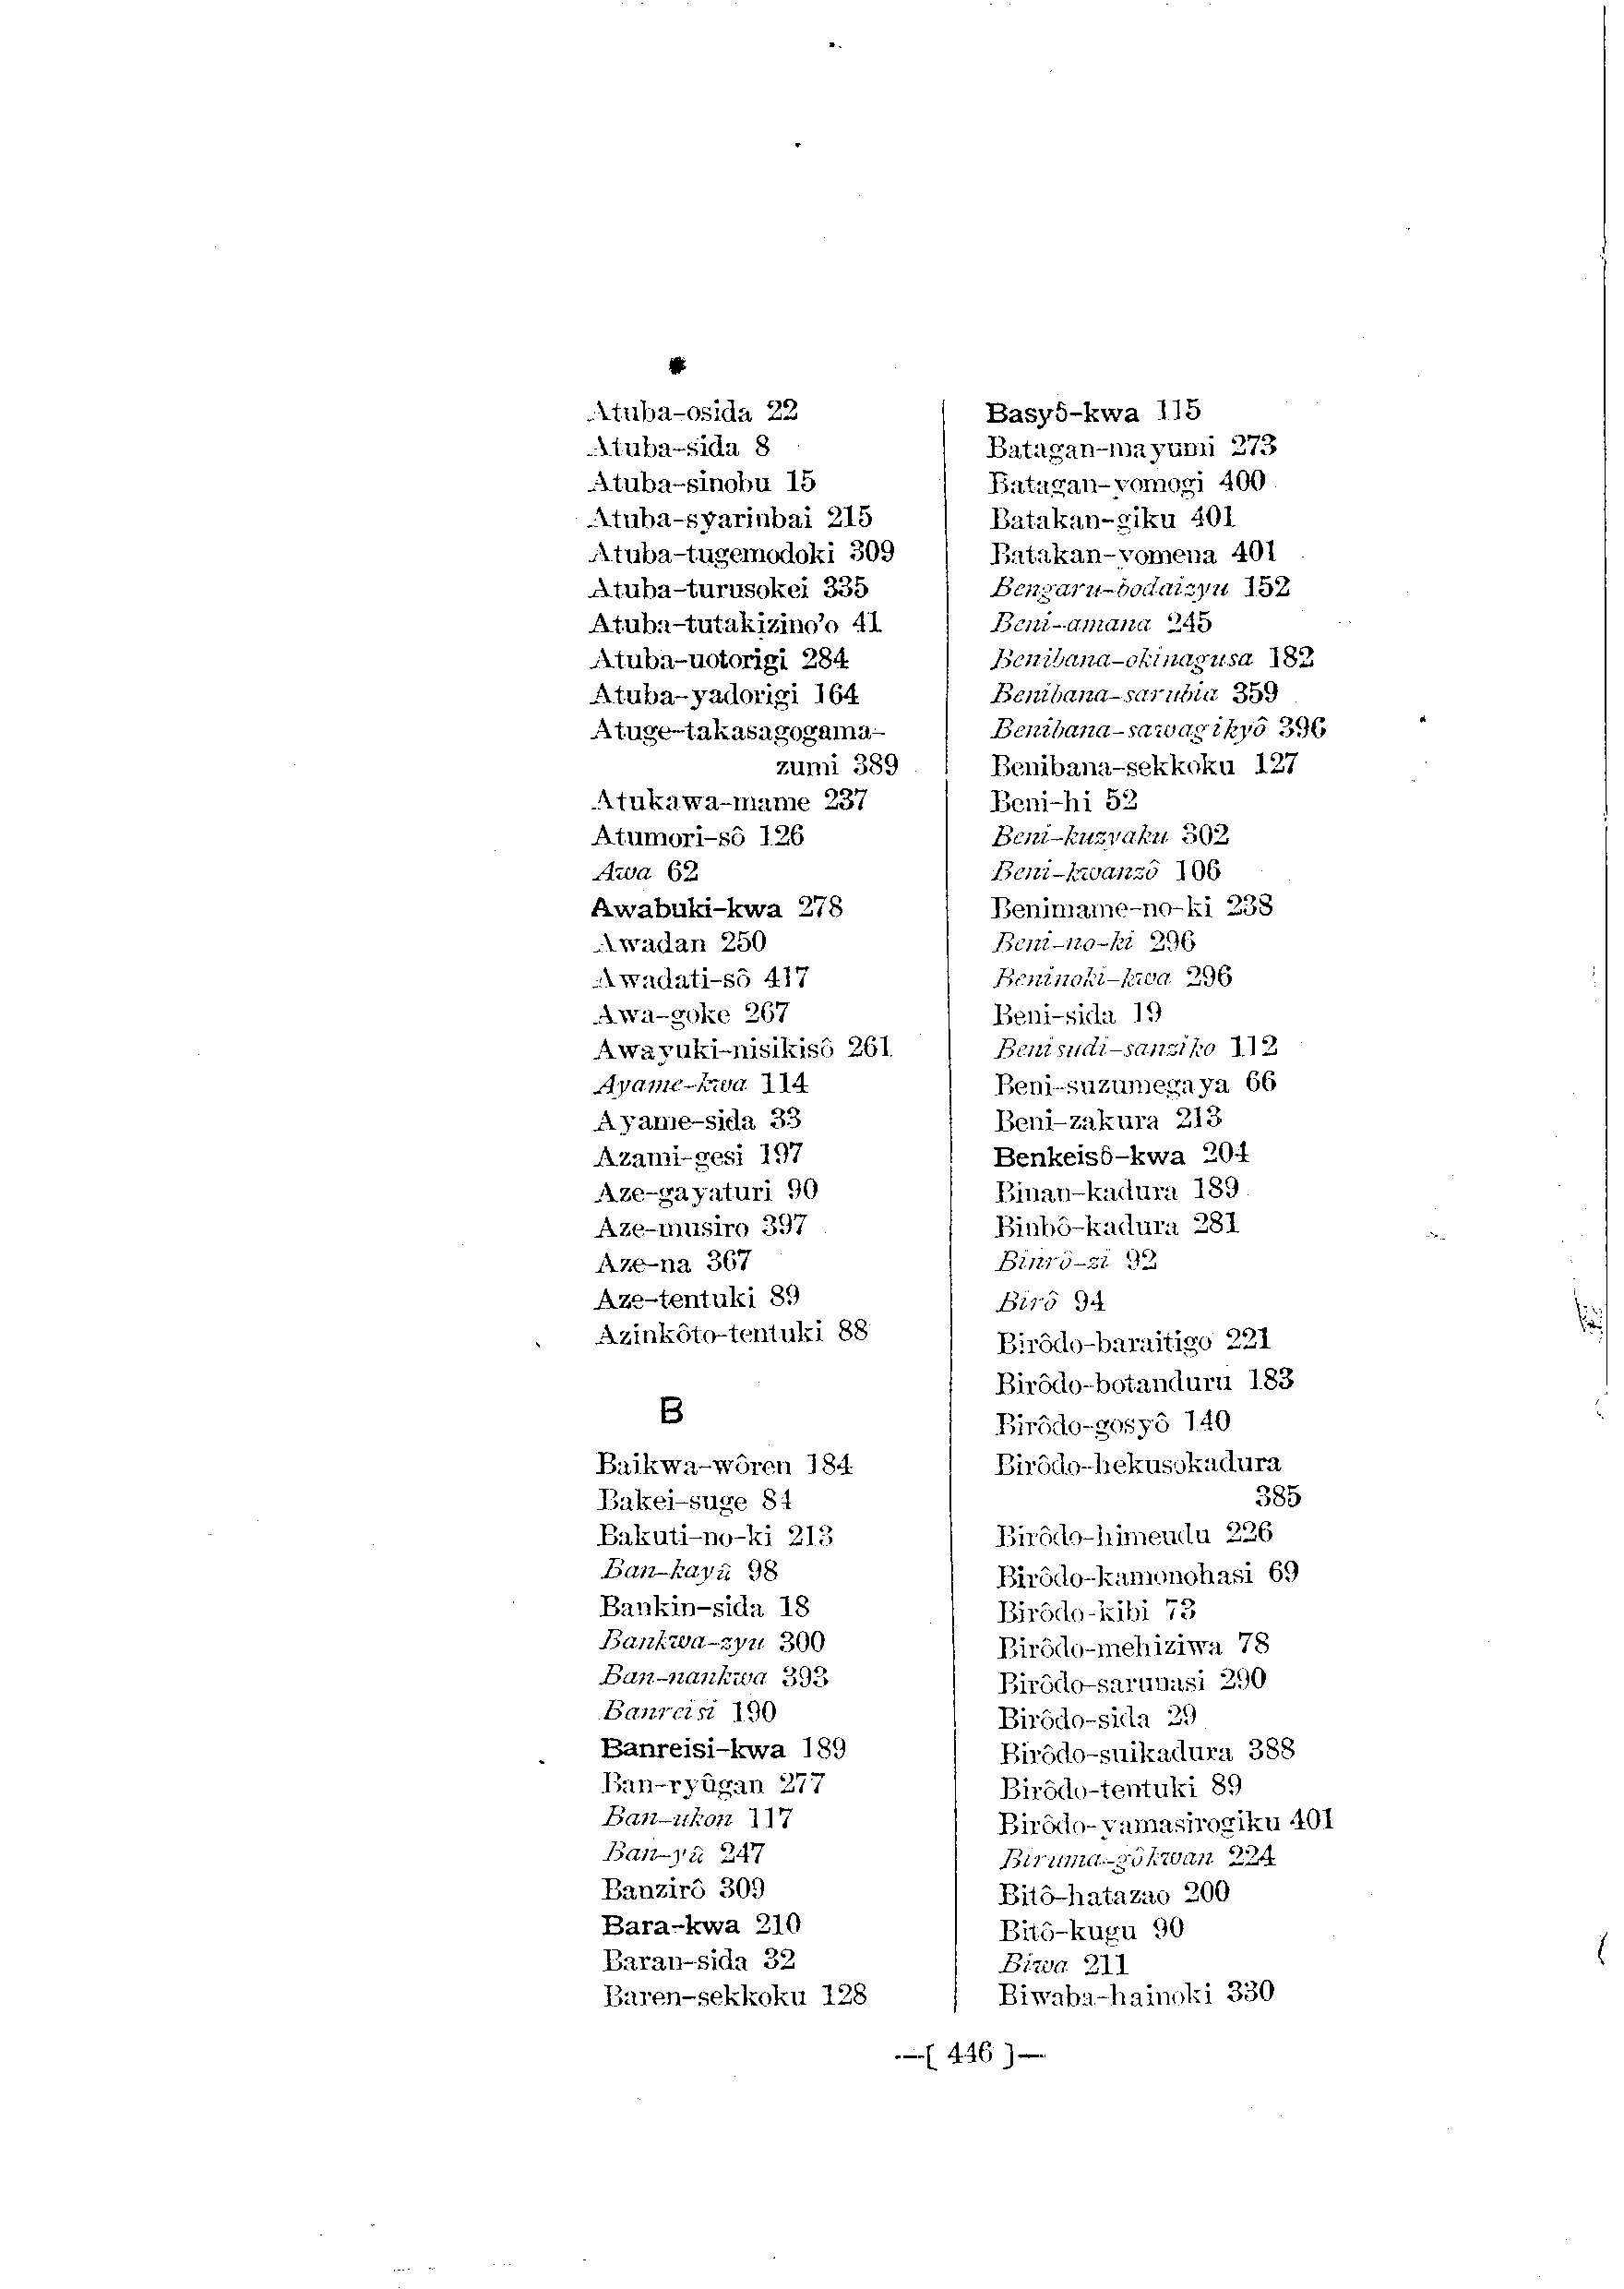 Atuba-osida 22
Atuba-sida 8
Atuba-sinobu 15
Atuba-syarinbai 215
Atuba-tugemodoki 309
Atuba-turusokei 335
Atuba-tutakizino'o 41
Atuba-uotorigi 284
Atuba-yadorigi 164
Atuge-takasagogama-
zumi 389
Atukawa-mame 237
Atumori-sô 126
Awa 62
Awabuki-kwa 278
Awadan 250
Awadati-sô 417
Awa-goke 267
Awayuki-nisikisô 261
Ayame-kwa 114
Ayame-sida 33
Azami-gesi 197
Aze-gayaturi 90
Aze-musiro 397
Aze-na 367
Aze-tentuki 89
Azinkôto-tentuki 88
B
Baikwa-wôren 184
Bakei-suge 84
Bakuti-no-ki 213
Ban-kayû 98
Bankin-sida 18
Bankwa-zyu 300
Ban-nankwa 393
Banreisi 190
Banreisi-kwa 189
Ban-ryûgan 277
Ban-ukon 117
Ban-yû 247
Banzirô 309
Bara-kwa 210
Baran-sida 32
Baren-sekkoku 128
Basyô-kwa 115
Batagan-mayumi 273
Batagan-yomogi 400
Batakan-giku 401
Batakan-yomena 401
Bengaru-bodaizyu 152
Beni-amana 245
Benibana-okinagusa 182
Benibana-sarubia 359
Benibana-sawagikyô 396
Benibana-sekkoku 127
Beni-hi 52
Beni-kuzyaku 302
Beni-kwanzô 106
Benimame-no-ki 238
Beni-no-ki 296
Beninoki-kwa 296
Beni-sida 19
Benisudi-sanziko 112
Beni-suzumegaya 66
Beni-zakura 213
Benkeisô-kwa 204
Binan-kadura 189
Binbô-kadura 281
Binrô-zi 92
Birô 94
Birôdo-baraitigo 221
Birôdo-botanduru 183
Birôdo-gosyô 140
Birôdo-hekusokadura
385
Birôdo-himeudu 226
Birôdo-kamonohasi 69
Birôdo-kibi 73
Birôdo-mehiziwa 78
Birôdo-sarunasi 290
Birôdo-sida 29
Birôdo-suikadura 388
Birôdo-tentuki 89
Birôdo-yamasirogiku 401
Biruma-gôkwan 224
Bitô-hatazao 200
Bitô-kugu 90
Biwa 211
Biwaba-hainoki 330
—[ 446 ]—